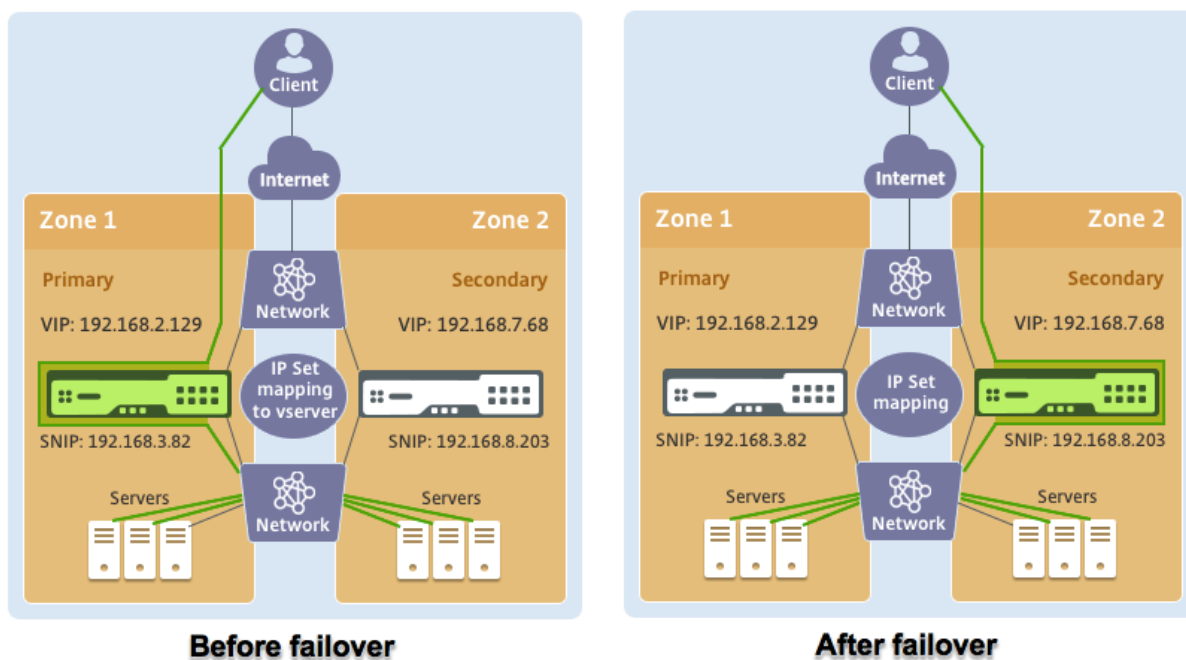 Client
Internet
Zone 1
Zone 2
Primary
Secondary
Network
VIP: 192.168.2.129
VIP: 192.168.7.68
IP Set
mapping
to vserver
SNIP: 192.168.3.82
SNIP: 192.168.8.203
Servers
Servers
Network
Before failover
Client
Internet
Zone 1
Zone 2
Primary
Secondary
Network
VIP: 192.168.2.129
VIP: 192.168.7.68
IP Set
mapping
SNIP: 192.168.3.82
SNIP: 192.168.8.203
Servers
Servers
Network
After failover